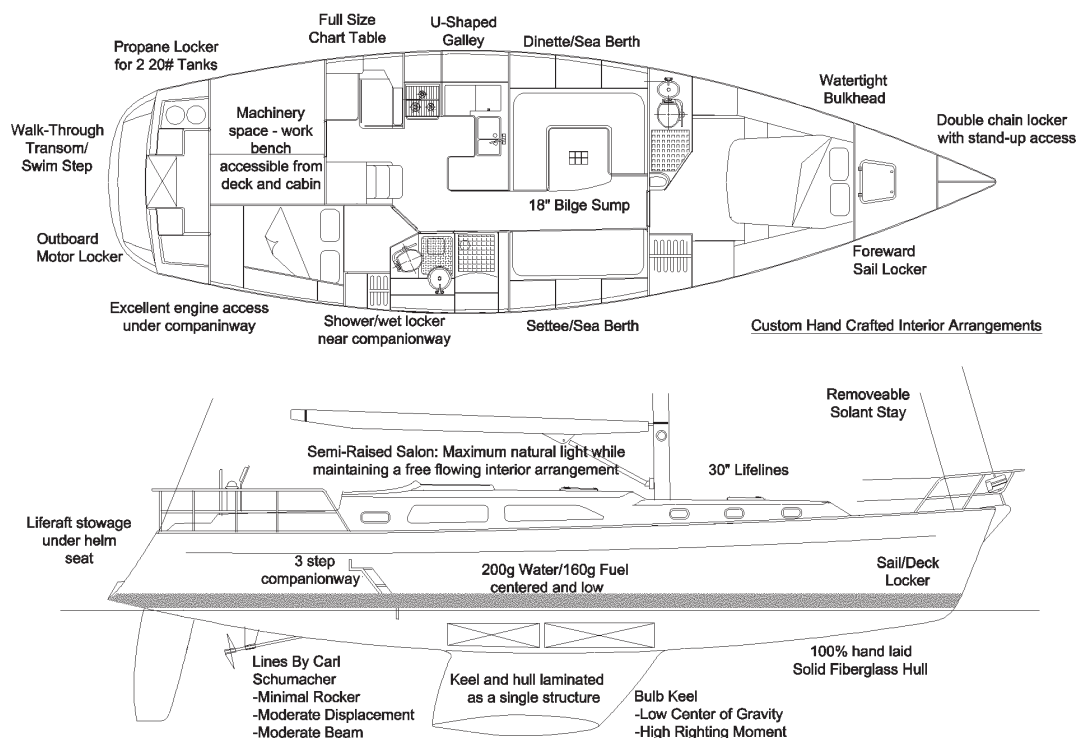 Full Size
Chart Table
U-Shaped
Galley
Dinette/Sea Berth
Propane Locker
for 2 20# Tanks
Watertight
Bulkhead
Walk-Through
Transom/
Swim Step
Machinery
space - work
bench
accessible from
deck and cabin
Double chain locker
with stand-up access
18" Bilge Sump
Outboard
Motor Locker
Foreward
Sail Locker
Excellent engine access
under companinway
Shower/wet locker
near companionway
Settee/Sea Berth
Custom Hand Crafted Interior Arrangements
Removeable
Solant Stay
Semi-Raised Salon: Maximum natural light while
maintaining a free flowing interior arrangement
30" Lifelines
Liferaft stowage
under helm
seat
3 step
companionway
200g Water/160g Fuel
centered and low
Sail/Deck
Locker
100% hand laid
Solid Fiberglass Hull
Lines By Carl
Schumacher
-Minimal Rocker
-Moderate Displacement
-Moderate Beam
Keel and hull laminated
as a single structure
Bulb Keel
-Low Center of Gravity
-High Righting Moment